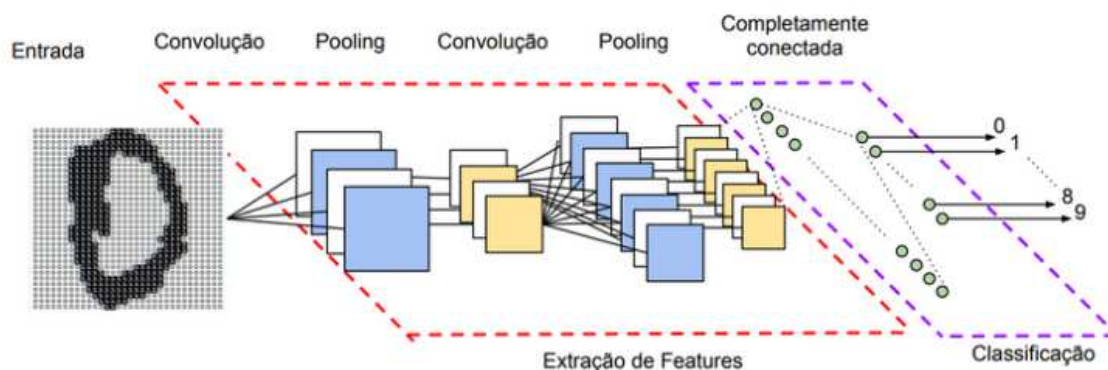 Entrada
Convolução
Pooling
Convolução
Pooling
Completamente
conectada
0
1
8
9
Extração de Features
Classificação